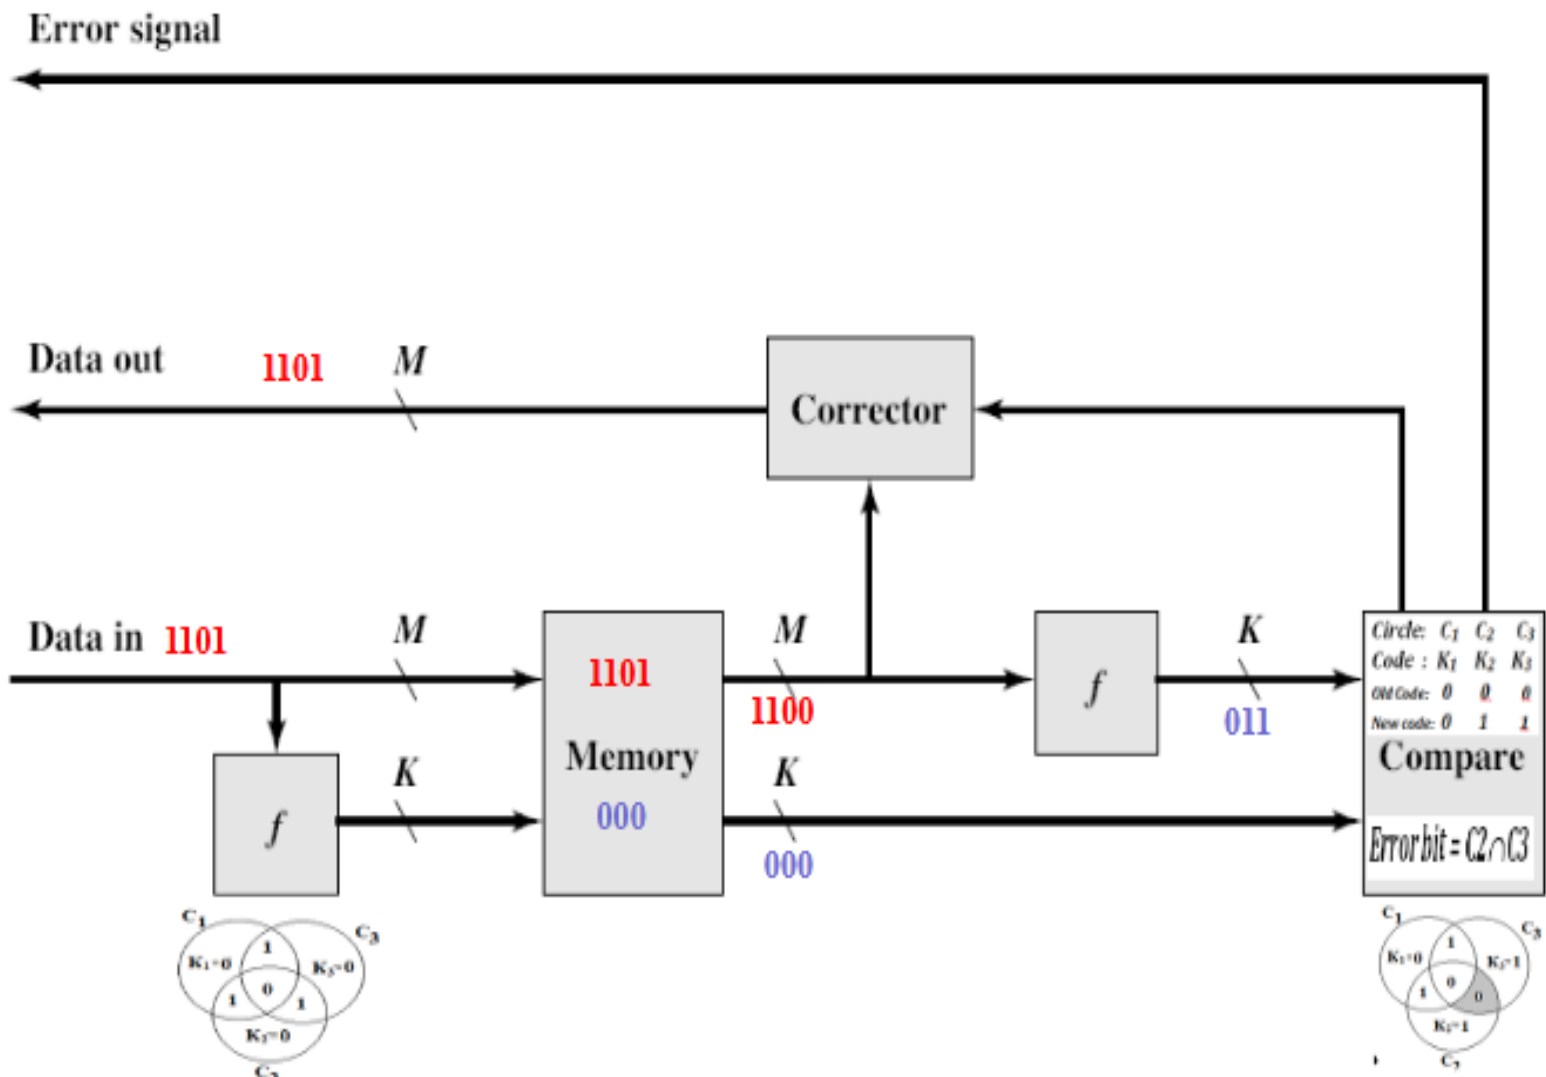 Error signal
Data out 1101 M
Corrector
Data in 1101 M
1101
M
1100
f
K
011
Circle: C1 C2 C3
Code : K1 K2 K3
Old Code: 0 0 0
New code: 0 1 1
Compare
Error bit = C2∩C3
f
K
Memory
000
K
000
C1
C3
1
K1=0
K3=0
0
1
1
K2=0
C2
C1
C3
1
K1=0
K3=1
0
1
0
K2=1
C2